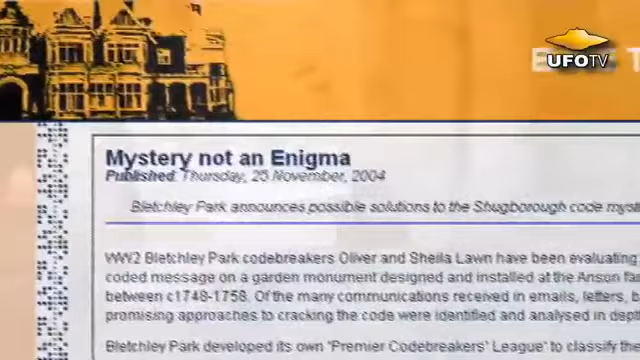 UFOTV
Mystery not an Enigma
Published: Thursday, 25 November, 2004
Bletchley Park announces possible solutions to the Shugborough code myst
WW2 Bletchley Park codebreakers Oliver and Sheila Lawn have been evaluating
coded message on a garden monument designed and installed at the Anson fa
between c1748-1758. Of the many communications received in emails, letters, b
promising approaches to cracking the code were identified and analysed in dept
Bletchley Park developed its own "Premier Codebreakers' League" to classify the